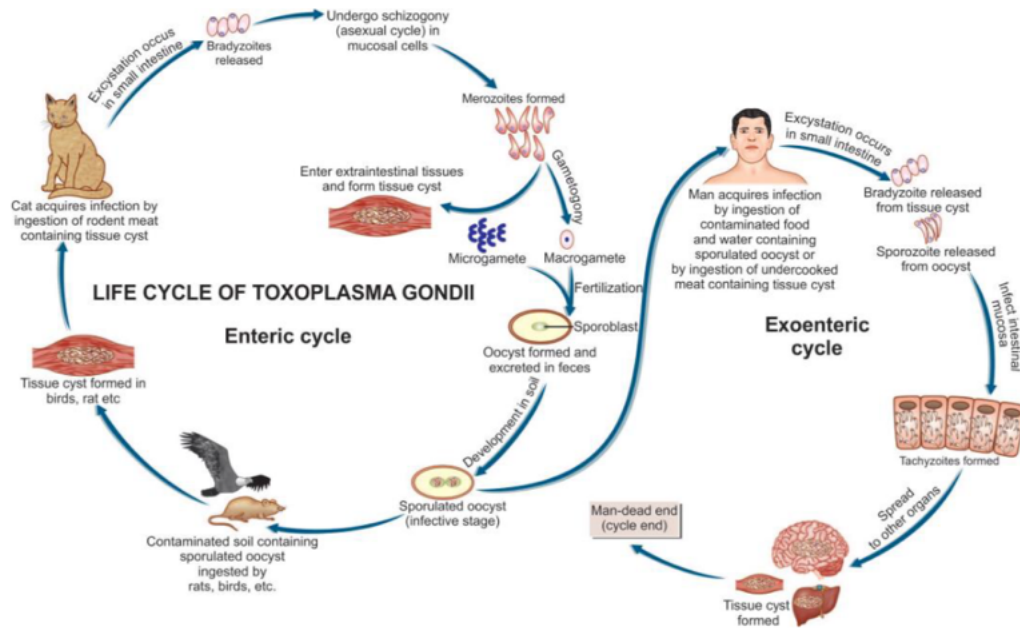 Excystation occus
in small intestine
Bradyzoites
released
Undergo schizogony
(asexual cycle) in
mucosal cells
Merozoites formed
Enter extraintestinal tissues
and form tissue cyst
Gametogony
Microgamete
Macrogamete
Fertilization
Sporoblast
Oocyst formed and
excreted in feces
Development in soil
Sporulated oocyst
(infective stage)
Contaminated soil containing
sporulated oocyst
ingested by
rats, birds, etc.
Tissue cyst formed in
birds, rat etc
Cat acquires infection by
ingestion of rodent meat
containing tissue cyst
LIFE CYCLE OF TOXOPLASMA GONDII
Enteric cycle
Man acquires infection
by ingestion of
contaminated food
and water containing
sporulated oocyst or
by ingestion of undercooked
meat containing tissue cyst
Excystation occurs
in small intestine
Bradyzoite released
from tissue cyst
Sporozoite released
from oocyst
Exoenteric
cycle
Infect intestinal
mucosa
Tachyzoites formed
Spread
to other organs
Tissue cyst
formed
Man-dead end
(cycle end)